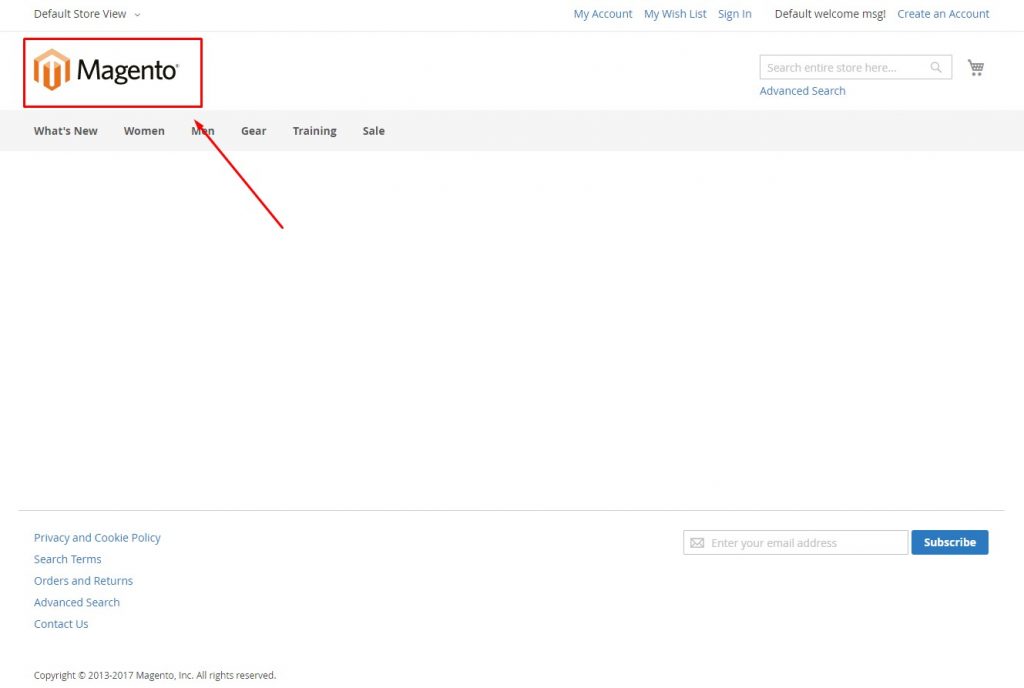 Default Store View
My Account My Wish List Sign In Default welcome msg! Create an Account
Magento
Search entire store here...
Advanced Search
What's New Women Men Gear Training Sale
Privacy and Cookie Policy
Search Terms
Orders and Returns
Advanced Search
Contact Us
Enter your email address Subscribe
Copyright © 2013-2017 Magento, Inc. All rights reserved.